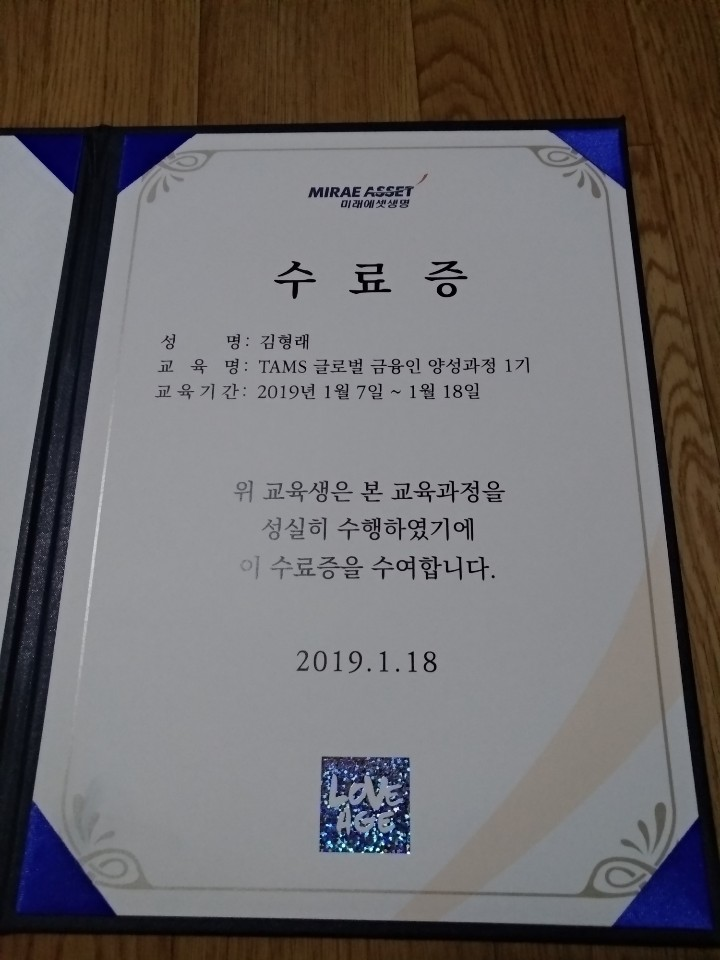 MIRAE ASSET
미래에셋생명
수 료 증
성 명: 김형래
교 육 명: TAMS 글로벌 금융인 양성과정 1기
교육기간: 2019년 1월 7일 ~ 1월 18일
위 교육생은 본 교육과정을
성실히 수행하였기에
이 수료증을 수여합니다.
2019.1.18
LOVE
AGE